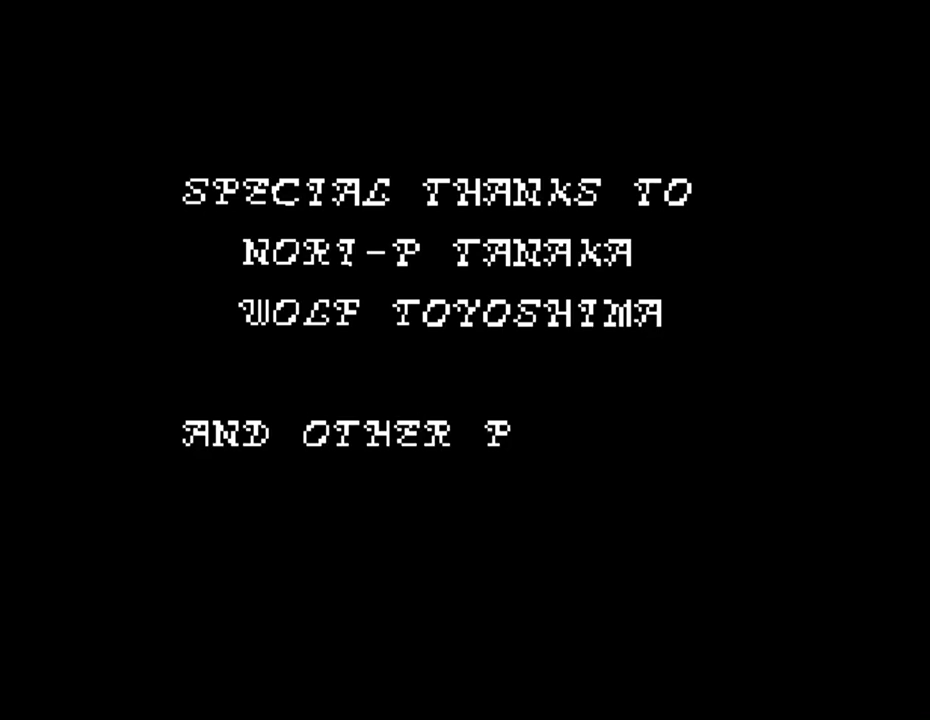 SPECIAL THANKS TO
NORI-P TANAKA
WOLF TOYOSHIMA
AND OTHER P